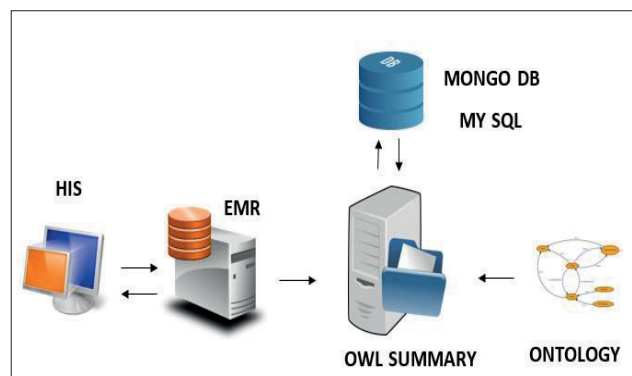 DB
MONGO DB
MY SQL
HIS
EMR
OWL SUMMARY
ONTOLOGY